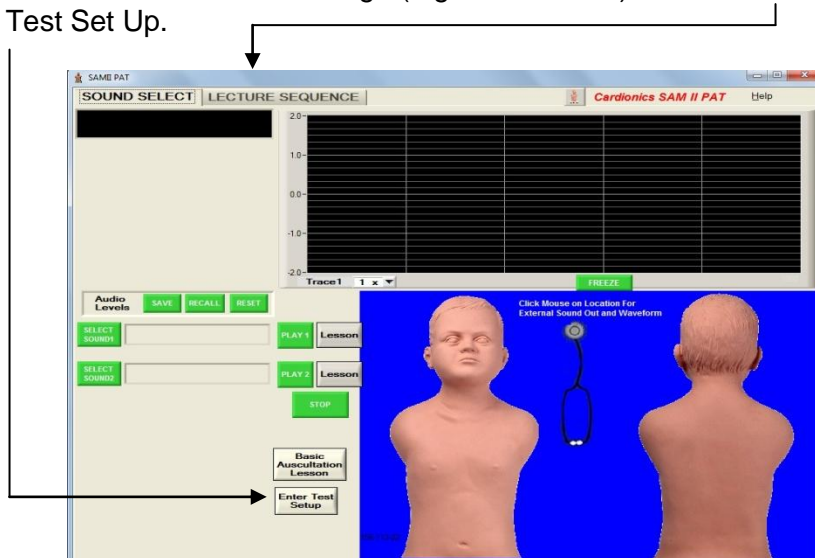 Test Set Up.
SAMII PAT
SOUND SELECT LECTURE SEQUENCE Cardionics SAM II PAT Help
2.0
1.0
0.0
-1.0
-2.0
Trace1 1 x
FREEZE
Audio Levels SAVE RECALL RESET
Click Mouse on Location For
External Sound Out and Waveform
SELECT
SOUND1
PLAY 1 Lesson
SELECT
SOUND2
PLAY 2 Lesson
STOP
Basic
Auscultation
Lesson
Enter Test
Setup